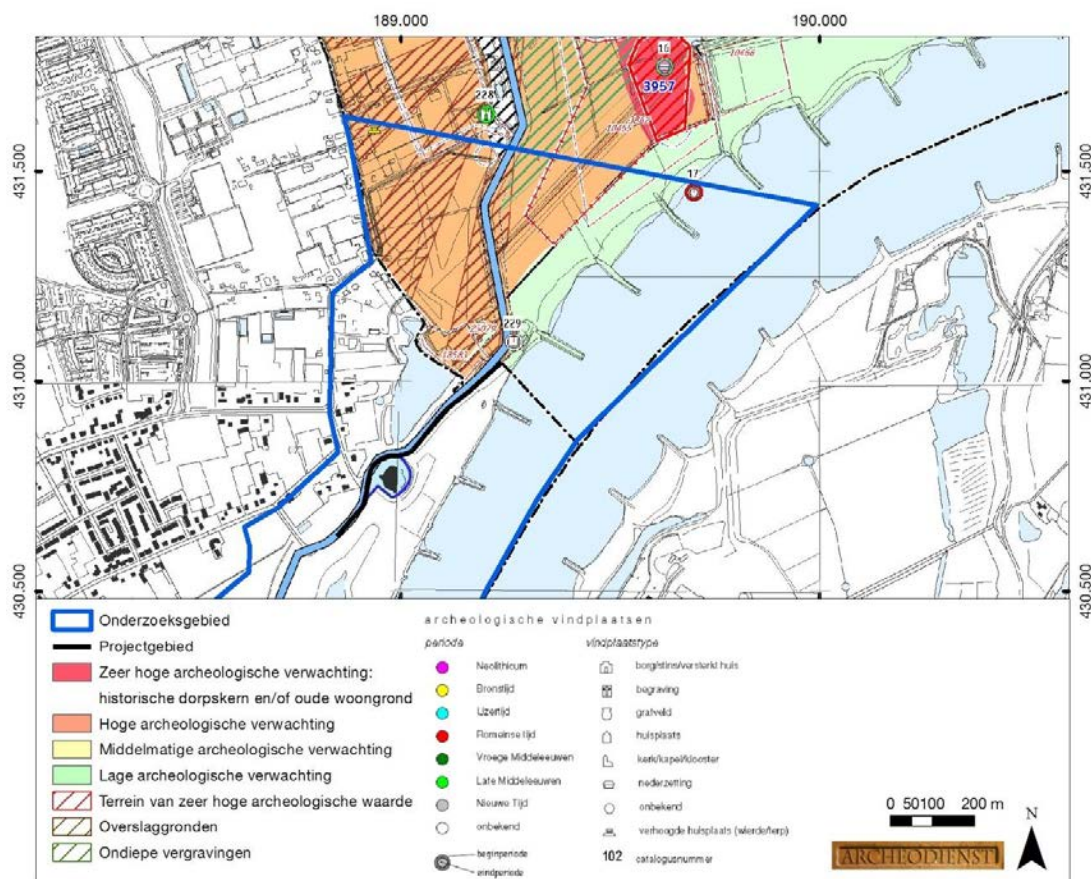 189.000 190.000
16
3957
228
17
431.500 431.500
229
431.000 431.000
430.500 430.500
Onderzoeksgebied
Projectgebied
Zeer hoge archeologische verwachting:
historische dorpskern en/of oude woongrond
Hoge archeologische verwachting
Middelmatige archeologische verwachting
Lage archeologische verwachting
Terrein van zeer hoge archeologische waarde
Overslaggronden
Ondiepe vergravingen
archeologische vindplaatsen
periode
Neolithicum
Bronstijd
IJzertijd
Romeinse tijd
Vroege Middeleeuwen
Late Middeleeuwen
Nieuwe Tijd
onbekend
beginperiode
eindperiode
vindplaatstype
borg/stins/versterkt huis
begraving
grafveld
huisplaats
kerk/kapel/klooster
nederzetting
onbekend
verhoogde huisplaats (wierde/terp)
102 catalogusnummer
0 50100 200 m
N
ARCHEODIENST